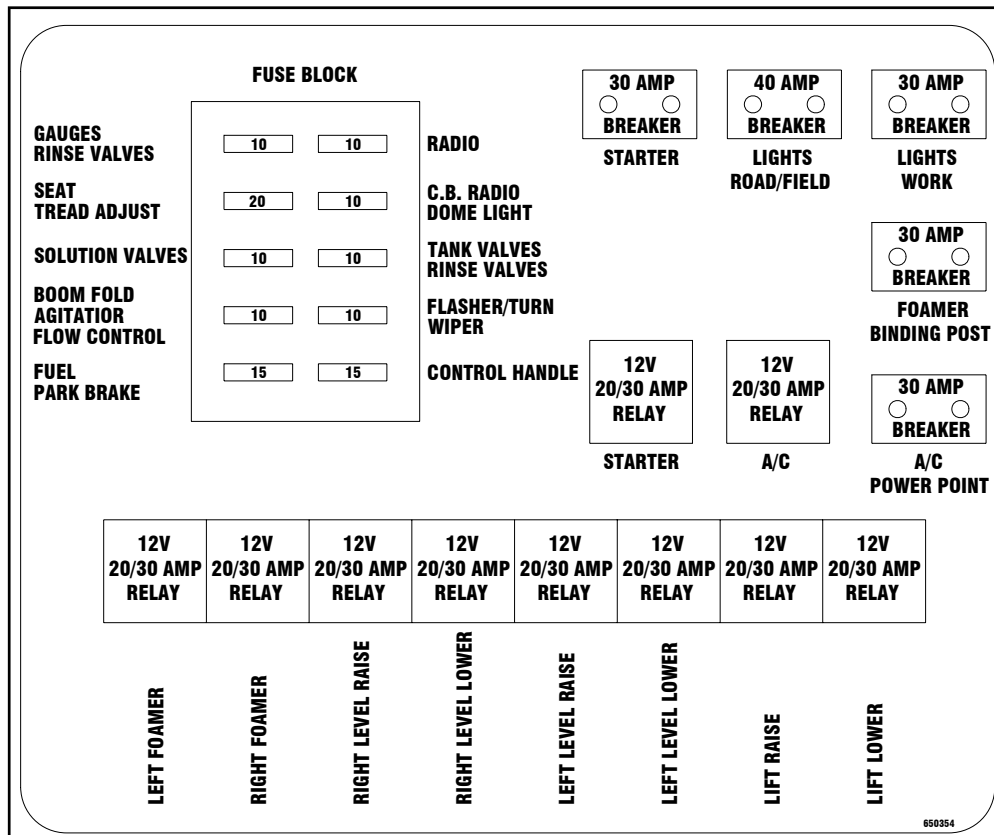 FUSE BLOCK
GAUGES
RINSE VALVES
10
10
RADIO
SEAT
TREAD ADJUST
20
10
C.B. RADIO
DOME LIGHT
SOLUTION VALVES
10
10
TANK VALVES
RINSE VALVES
BOOM FOLD
AGITATIOR
FLOW CONTROL
10
10
FLASHER/TURN
WIPER
FUEL
PARK BRAKE
15
15
CONTROL HANDLE
30 AMP
BREAKER
STARTER
40 AMP
BREAKER
LIGHTS
ROAD/FIELD
30 AMP
BREAKER
LIGHTS
WORK
30 AMP
BREAKER
FOAMER
BINDING POST
12V
20/30 AMP
RELAY
STARTER
12V
20/30 AMP
RELAY
A/C
30 AMP
BREAKER
A/C
POWER POINT
12V
20/30 AMP
RELAY
LEFT FOAMER
12V
20/30 AMP
RELAY
RIGHT FOAMER
12V
20/30 AMP
RELAY
RIGHT LEVEL RAISE
12V
20/30 AMP
RELAY
RIGHT LEVEL LOWER
12V
20/30 AMP
RELAY
LEFT LEVEL RAISE
12V
20/30 AMP
RELAY
LEFT LEVEL LOWER
12V
20/30 AMP
RELAY
LIFT RAISE
12V
20/30 AMP
RELAY
LIFT LOWER
650354